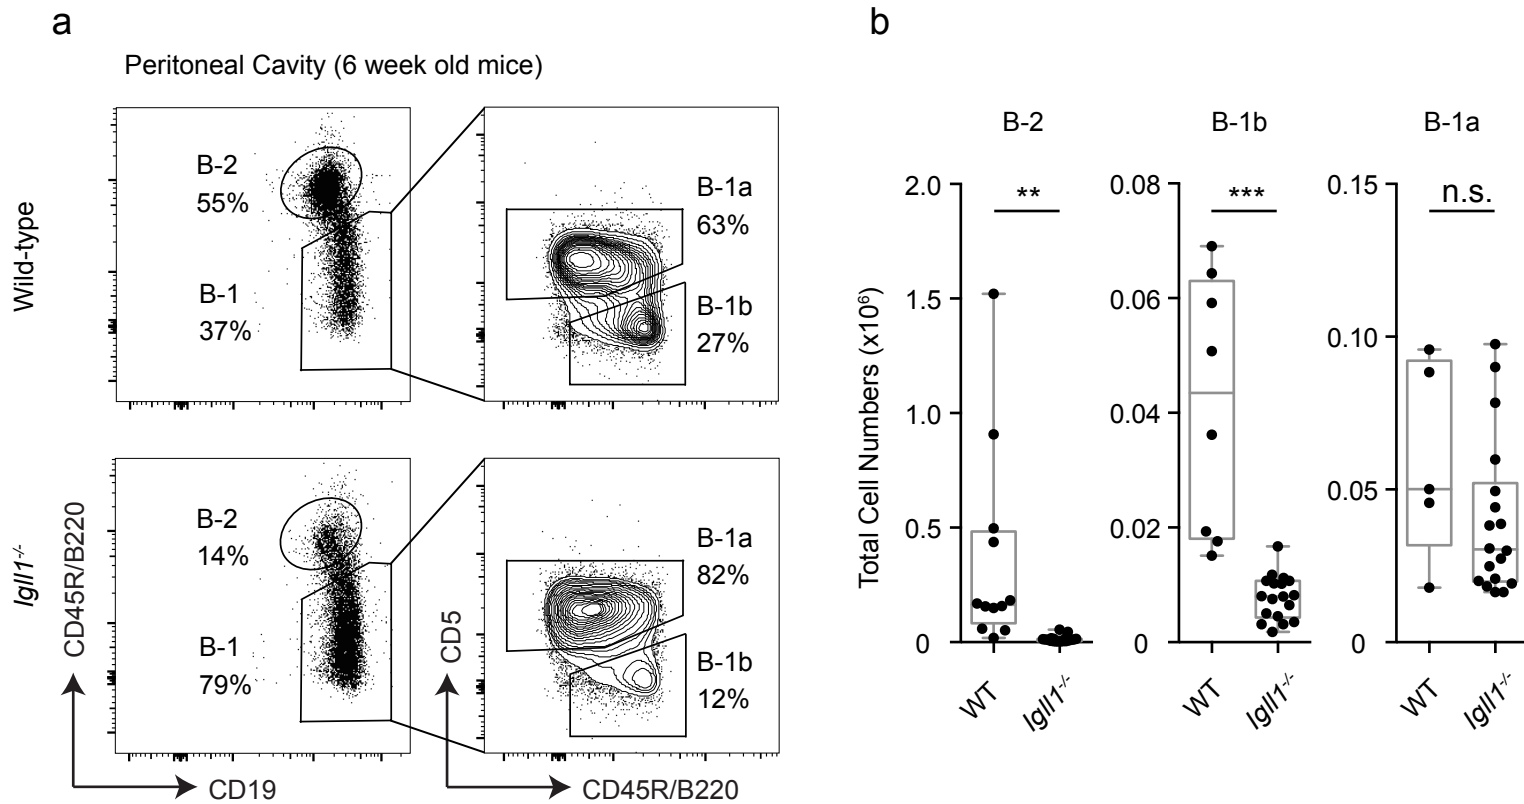 a
Peritoneal Cavity (6 week old mice)
Wild-type
B-2
55%
B-1
37%
B-1a
63%
B-1b
27%
Igll1-/-
CD45R/B220
B-2
14%
B-1
79%
CD19
CD5
B-1a
82%
B-1b
12%
CD45R/B220
b
Total Cell Numbers (x10⁶)
B-2
2.0
1.5
1.0
0.5
0
**
WT
Igll1-/-
B-1b
0.08
0.06
0.04
0.02
0
***
WT
Igll1-/-
B-1a
0.15
0.10
0.05
0
n.s.
WT
Igll1-/-